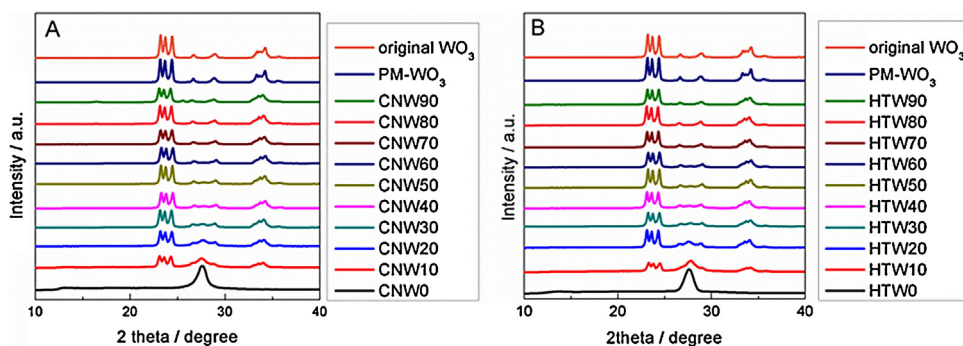 A
Intensity / a.u.
10
20
30
40
2 theta / degree
original WO3
PM-WO3
CNW90
CNW80
CNW70
CNW60
CNW50
CNW40
CNW30
CNW20
CNW10
CNW0
B
Intensity / a.u.
10
20
30
40
2theta / degree
original WO3
PM-WO3
HTW90
HTW80
HTW70
HTW60
HTW50
HTW40
HTW30
HTW20
HTW10
HTW0